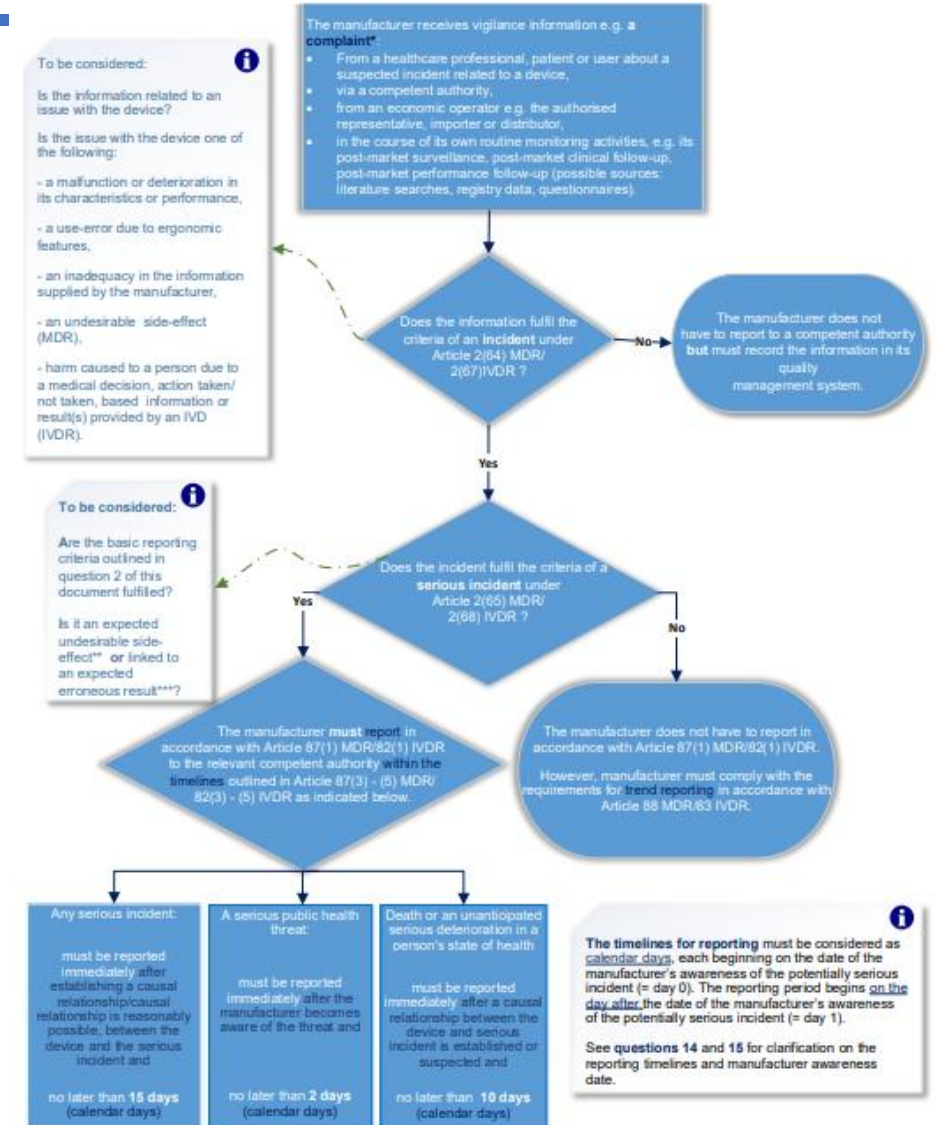 The manufacturer receives vigilance information e.g. a
complaint*:
• From a healthcare professional, patient or user about a
suspected incident related to a device,
• via a competent authority,
• from an economic operator e.g. the authorised
representative, importer or distributor,
• in the course of its own routine monitoring activities, e.g. its
post-market surveillance, post-market clinical follow-up,
post-market performance follow-up (possible sources:
literature searches, registry data, questionnaires).
To be considered:
Is the information related to an
issue with the device?
Is the issue with the device one of
the following:
- a malfunction or deterioration in
its characteristics or performance,
- a use-error due to ergonomic
features,
- an inadequacy in the information
supplied by the manufacturer,
- an undesirable side-effect
(MDR),
- harm caused to a person due to
a medical decision, action taken/
not taken, based information or
result(s) provided by an IVD
(IVDR).
Does the information fulfil the
criteria of an incident under
Article 2(64) MDR/
2(67)IVDR ?
No
The manufacturer does not
have to report to a competent authority
but must record the information in its
quality
management system.
Yes
To be considered:
Are the basic reporting
criteria outlined in
question 2 of this
document fulfilled?
Is it an expected
undesirable side-
effect** or linked to
an expected
erroneous result***?
Does the incident fulfil the criteria of a
serious incident under
Article 2(65) MDR/
2(68) IVDR ?
Yes
No
The manufacturer must report in
accordance with Article 87(1) MDR/82(1) IVDR
to the relevant competent authority within the
timelines outlined in Article 87(3) - (5) MDR/
82(3) - (5) IVDR as indicated below.
The manufacturer does not have to report in
accordance with Article 87(1) MDR/82(1) IVDR.
However, manufacturer must comply with the
requirements for trend reporting in accordance with
Article 88 MDR/83 IVDR.
Any serious incident:
must be reported
immediately after
establishing a causal
relationship/causal
relationship is reasonably
possible, between the
device and the serious
incident and
no later than 15 days
(calendar days)
A serious public health
threat:
must be reported
immediately after the
manufacturer becomes
aware of the threat and
no later than 2 days
(calendar days)
Death or an unanticipated
serious deterioration in a
person's state of health
must be reported
immediately after a causal
relationship between the
device and serious
incident is established or
suspected and
no later than 10 days
(calendar days)
The timelines for reporting must be considered as
calendar days, each beginning on the date of the
manufacturer's awareness of the potentially serious
incident (= day 0). The reporting period begins on the
day after the date of the manufacturer's awareness
of the potentially serious incident (= day 1).
See questions 14 and 15 for clarification on the
reporting timelines and manufacturer awareness
date.